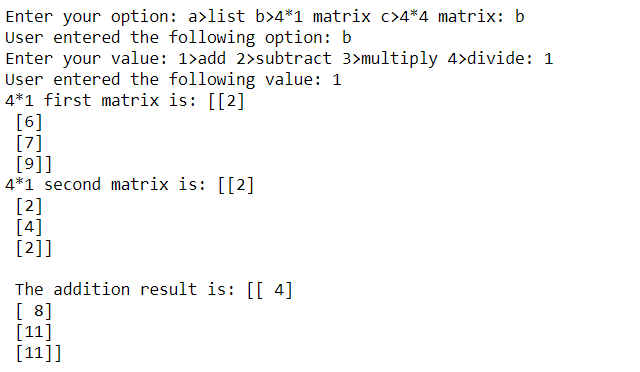 Enter your option: a>list b>4*1 matrix c>4*4 matrix: b
User entered the following option: b
Enter your value: 1>add 2>subtract 3>multiply 4>divide: 1
User entered the following value: 1
4*1 first matrix is: [[2]
[6]
[7]
[9]]
4*1 second matrix is: [[2]
[2]
[4]
[2]]
The addition result is: [[ 4]
[ 8]
[11]
[11]]